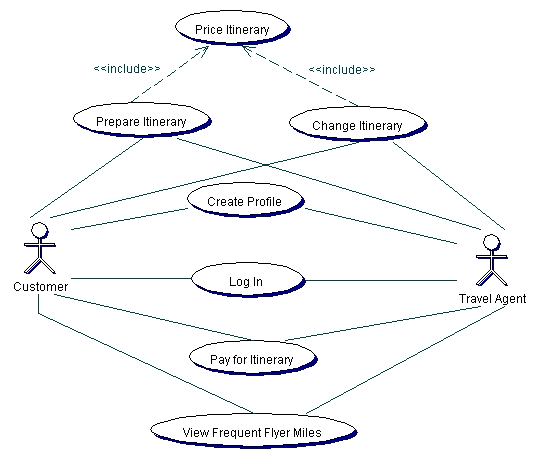 Price Itinerary
<<include>>
<<include>>
Prepare Itinerary
Change Itinerary
Create Profile
Log In
Customer
Travel Agent
Pay for Itinerary
View Frequent Flyer Miles